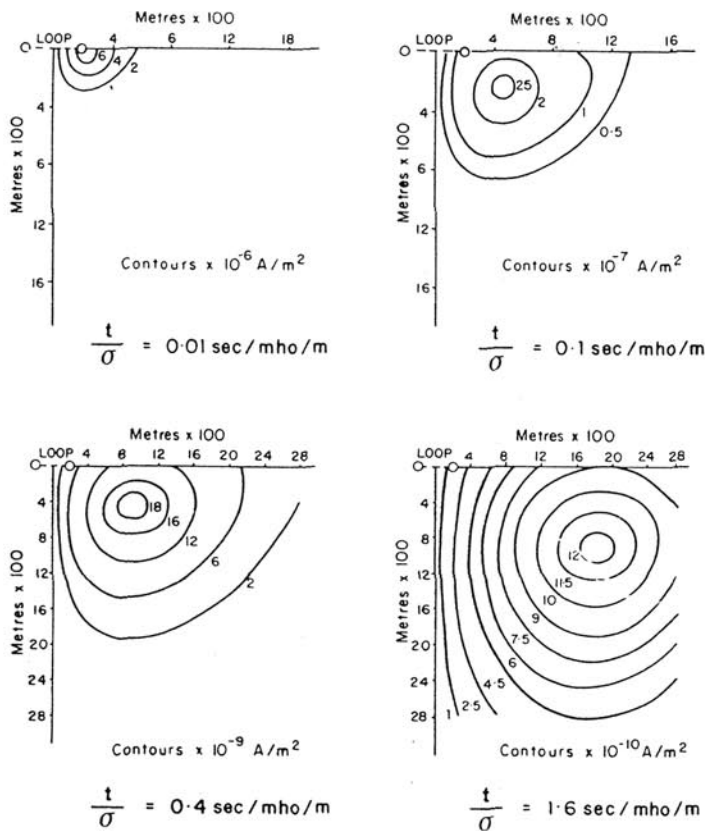 Metres x 100
LOOP 4 8 12 18
6 4 2
4
6
12
16
Metres x 100
Contours x 10⁻⁶ A/m²
t/σ = 0·01 sec/mho/m
Metres x 100
LOOP 4 8 12 16
25
2
1
0·5
4
6
12
16
Metres x 100
Contours x 10⁻⁷ A/m²
t/σ = 0·1 sec/mho/m
Metres x 100
LOOP 4 8 12 16 20 24 28
18
16
12
6
2
4
8
12
16
20
24
28
Metres x 100
Contours x 10⁻⁹ A/m²
t/σ = 0·4 sec/mho/m
Metres x 100
LOOP 4 8 12 16 20 24 28
12
11·5
10
9
7·5
6
4·5
2·5
1
4
8
12
16
20
24
28
Metres x 100
Contours x 10⁻¹⁰ A/m²
t/σ = 1·6 sec/mho/m